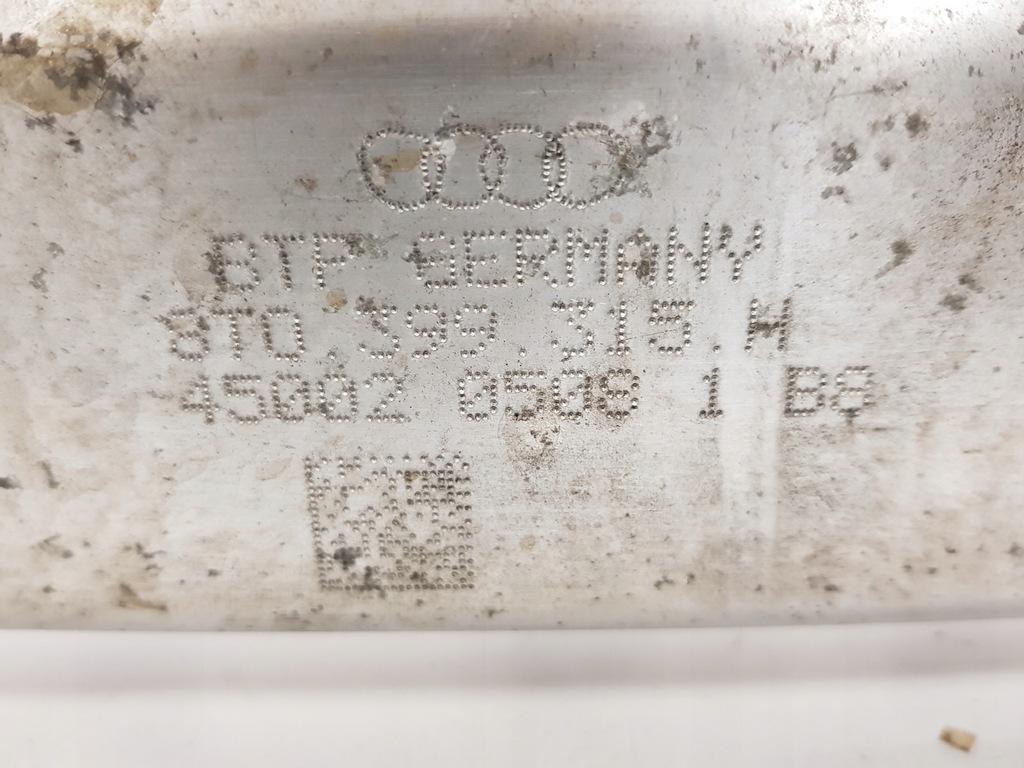 BTP GERMANY
8T0.399.315.M
45002 0508 1 B8